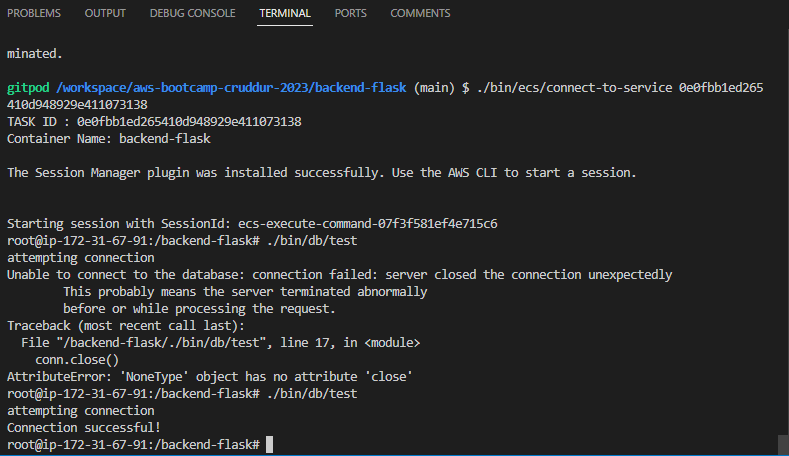 PROBLEMS OUTPUT DEBUG CONSOLE TERMINAL PORTS COMMENTS
minated.
gitpod /workspace/aws-bootcamp-cruddur-2023/backend-flask (main) $ ./bin/ecs/connect-to-service 0e0fbb1ed265
410d948929e411073138
TASK ID : 0e0fbb1ed265410d948929e411073138
Container Name: backend-flask
The Session Manager plugin was installed successfully. Use the AWS CLI to start a session.
Starting session with SessionId: ecs-execute-command-07f3f581ef4e715c6
root@ip-172-31-67-91:/backend-flask# ./bin/db/test
attempting connection
Unable to connect to the database: connection failed: server closed the connection unexpectedly
        This probably means the server terminated abnormally
        before or while processing the request.
Traceback (most recent call last):
  File "/backend-flask/./bin/db/test", line 17, in <module>
    conn.close()
AttributeError: 'NoneType' object has no attribute 'close'
root@ip-172-31-67-91:/backend-flask# ./bin/db/test
attempting connection
Connection successful!
root@ip-172-31-67-91:/backend-flask#